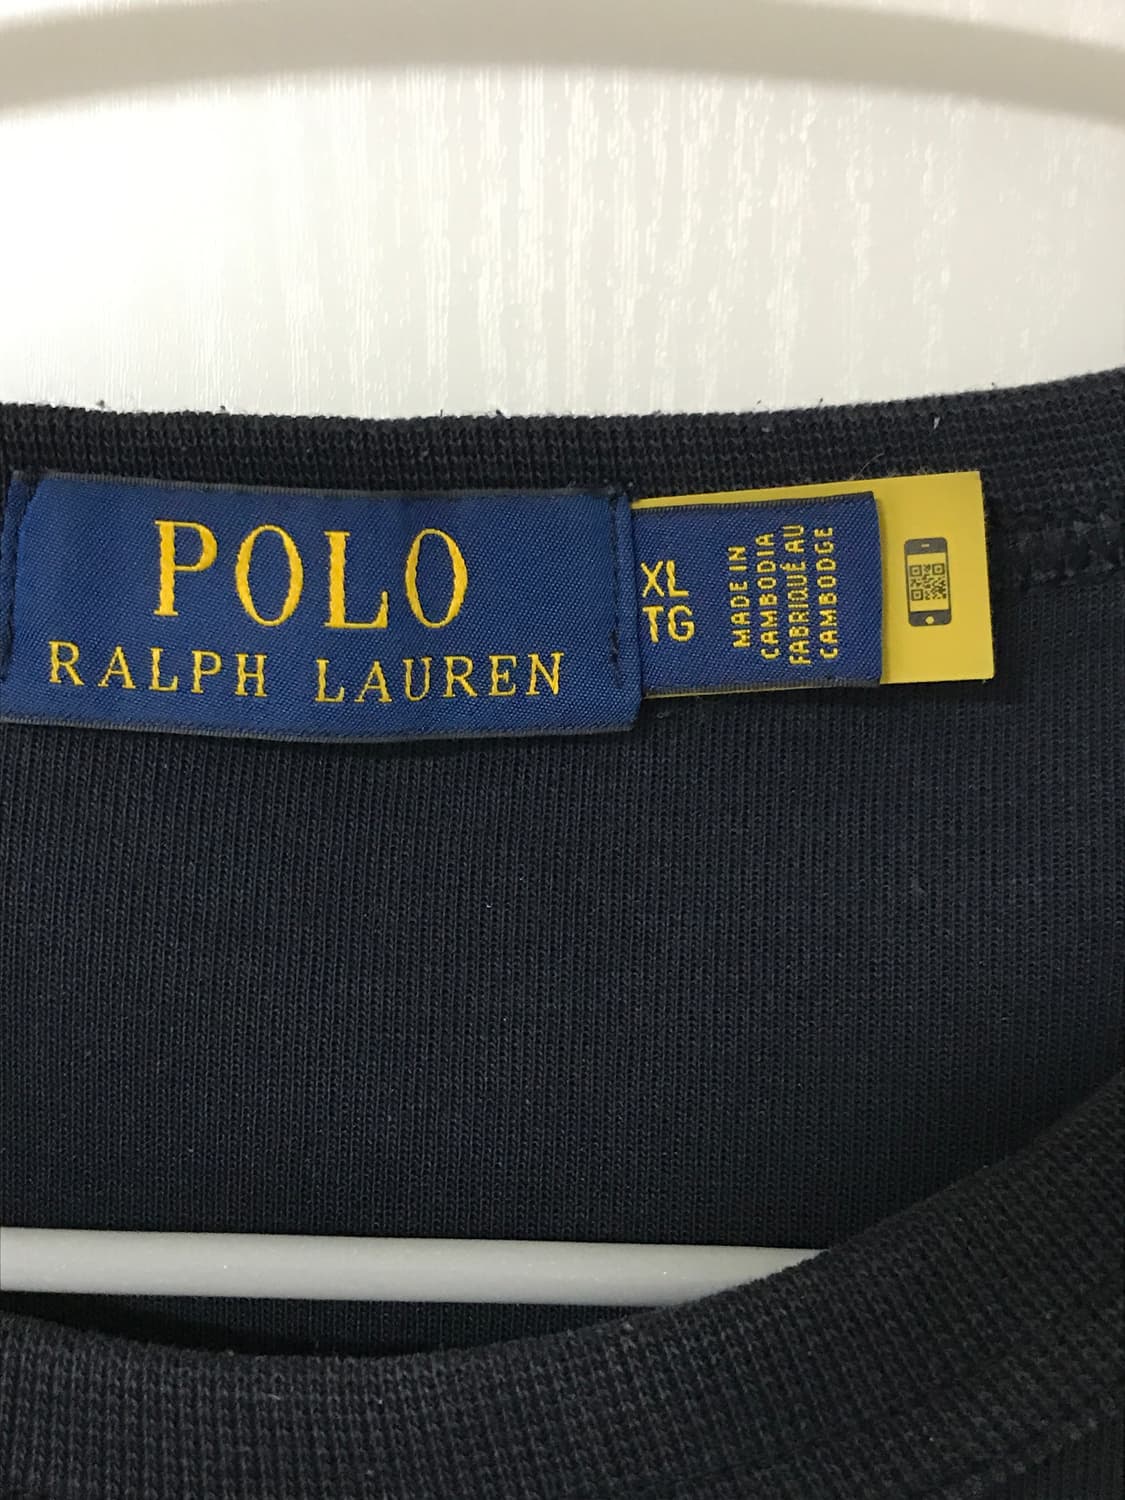 POLO
RALPH LAUREN
XL
TG
MADE IN
CAMBODIA
FABRIQUÉ AU
CAMBODGE